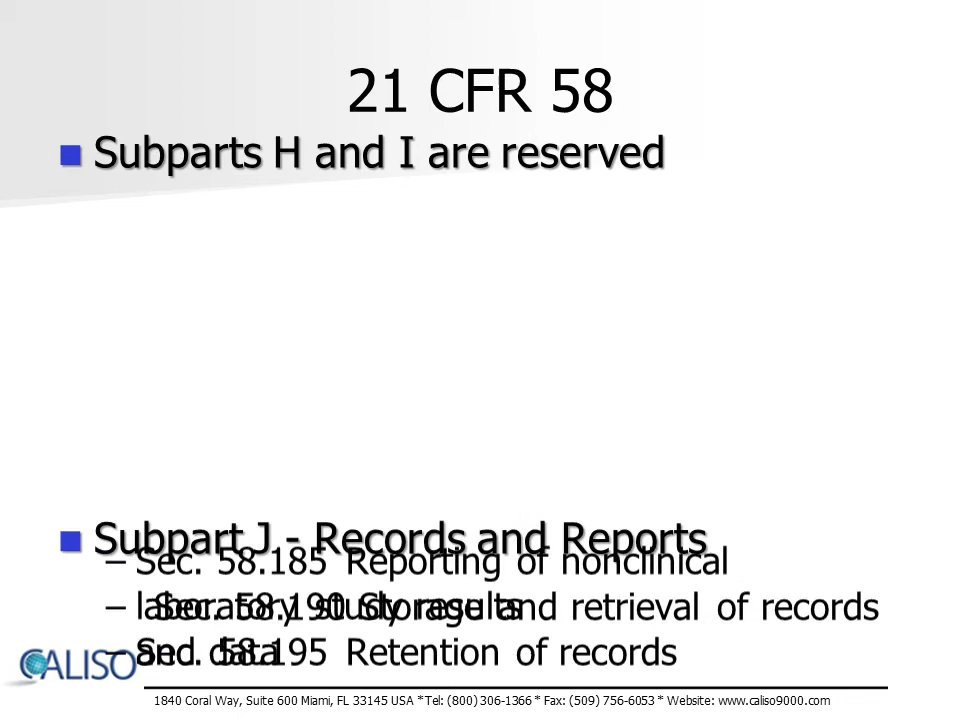 21 CFR 58
Subparts H and I are reserved
Subpart J - Records and Reports
– Sec. 58.185 Reporting of nonclinical
laboratory study results
– Sec. 58.190 Storage and retrieval of records
and data
– Sec. 58.195 Retention of records
CALISO
1840 Coral Way, Suite 600 Miami, FL 33145 USA * Tel: (800) 306-1366 * Fax: (509) 756-6053 * Website: www.caliso9000.com